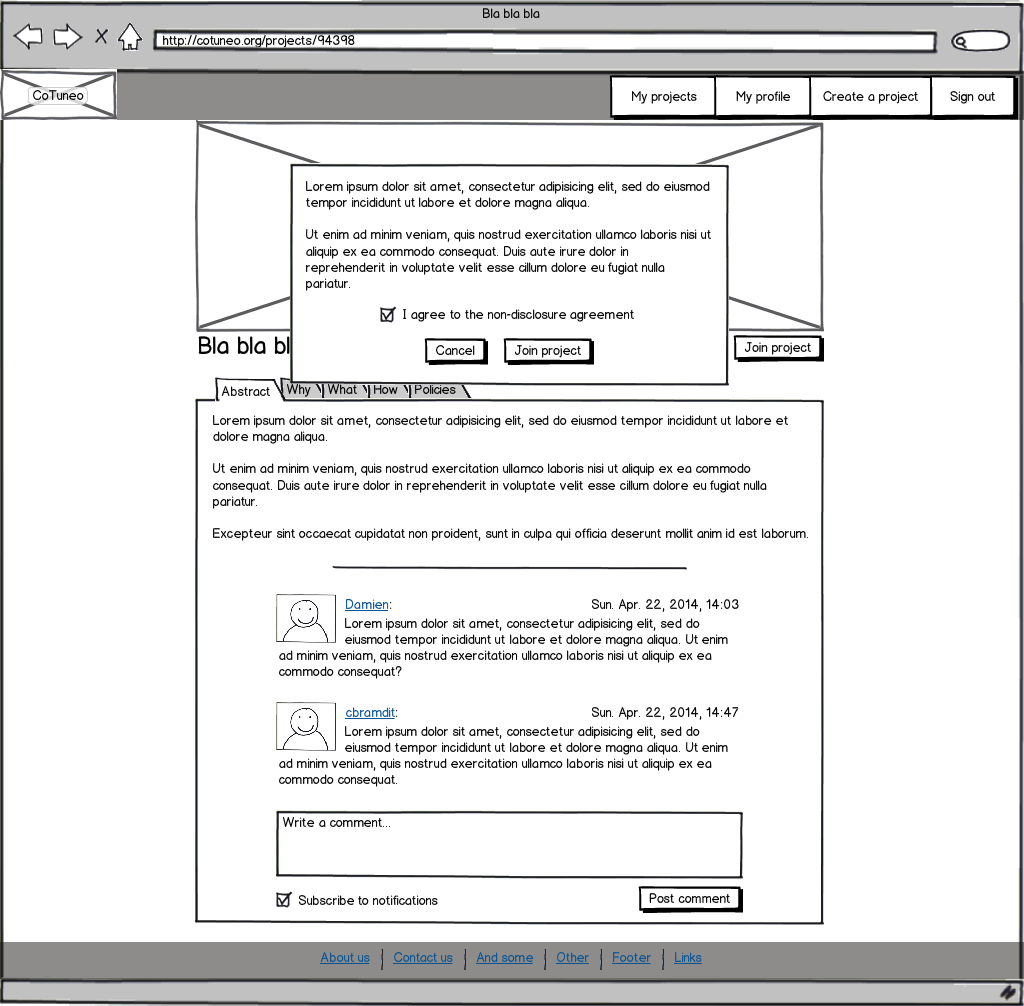 Bla bla bla
http://cotuneo.org/projects/94398
CoTuneo
My projects
My profile
Create a project
Sign out
Lorem ipsum dolor sit amet, consectetur adipisicing elit, sed do eiusmod
tempor incididunt ut labore et dolore magna aliqua.
Ut enim ad minim veniam, quis nostrud exercitation ullamco laboris nisi ut
aliquip ex ea commodo consequat. Duis aute irure dolor in
reprehenderit in voluptate velit esse cillum dolore eu fugiat nulla
pariatur.
I agree to the non-disclosure agreement
Cancel
Join project
Bla bla bl
Join project
Abstract
Why
What
How
Policies
Lorem ipsum dolor sit amet, consectetur adipisicing elit, sed do eiusmod tempor incididunt ut labore et
dolore magna aliqua.
Ut enim ad minim veniam, quis nostrud exercitation ullamco laboris nisi ut aliquip ex ea commodo
consequat. Duis aute irure dolor in reprehenderit in voluptate velit esse cillum dolore eu fugiat nulla
pariatur.
Excepteur sint occaecat cupidatat non proident, sunt in culpa qui officia deserunt mollit anim id est laborum.
Damien: Sun. Apr. 22, 2014, 14:03
Lorem ipsum dolor sit amet, consectetur adipisicing elit, sed do
eiusmod tempor incididunt ut labore et dolore magna aliqua. Ut enim
ad minim veniam, quis nostrud exercitation ullamco laboris nisi ut aliquip ex ea
commodo consequat?
cbramdit: Sun. Apr. 22, 2014, 14:47
Lorem ipsum dolor sit amet, consectetur adipisicing elit, sed do
eiusmod tempor incididunt ut labore et dolore magna aliqua. Ut enim
ad minim veniam, quis nostrud exercitation ullamco laboris nisi ut aliquip ex ea
commodo consequat.
Write a comment...
Subscribe to notifications
Post comment
About us
Contact us
And some
Other
Footer
Links